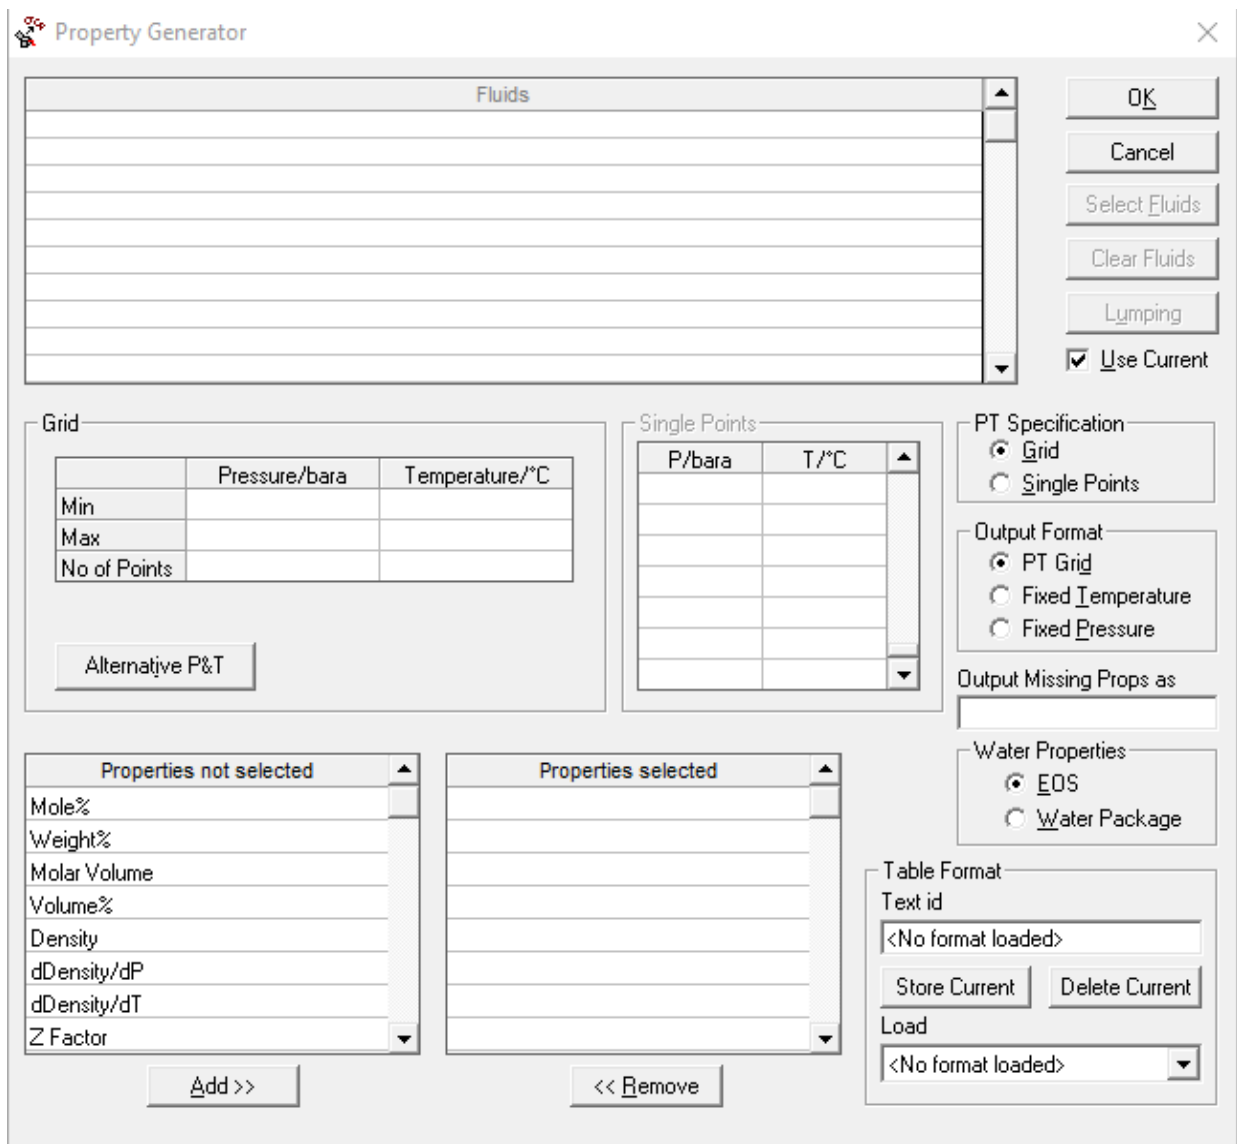 Property Generator
Fluids
OK
Cancel
Select Fluids
Clear Fluids
Lumping
Use Current
Grid
Pressure/bara Temperature/°C
Min
Max
No of Points
Alternative P&T
Single Points
P/bara T/°C
PT Specification
Grid
Single Points
Output Format
PT Grid
Fixed Temperature
Fixed Pressure
Output Missing Props as
Water Properties
EOS
Water Package
Properties not selected
Mole%
Weight%
Molar Volume
Volume%
Density
dDensity/dP
dDensity/dT
Z Factor
Add >>
Properties selected
<< Remove
Table Format
Text id
<No format loaded>
Store Current Delete Current
Load
<No format loaded>